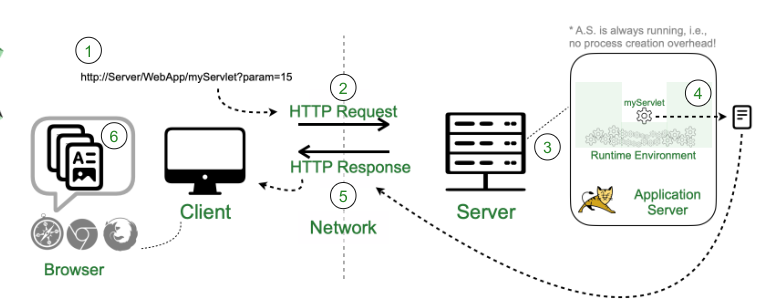 * A.S. is always running, i.e.,
no process creation overhead!
1
http://Server/WebApp/myServlet?param=15
2
HTTP Request
4
myServlet
6
A
3
Runtime Environment
HTTP Response
5
Application
Server
Client
Server
Network
Browser